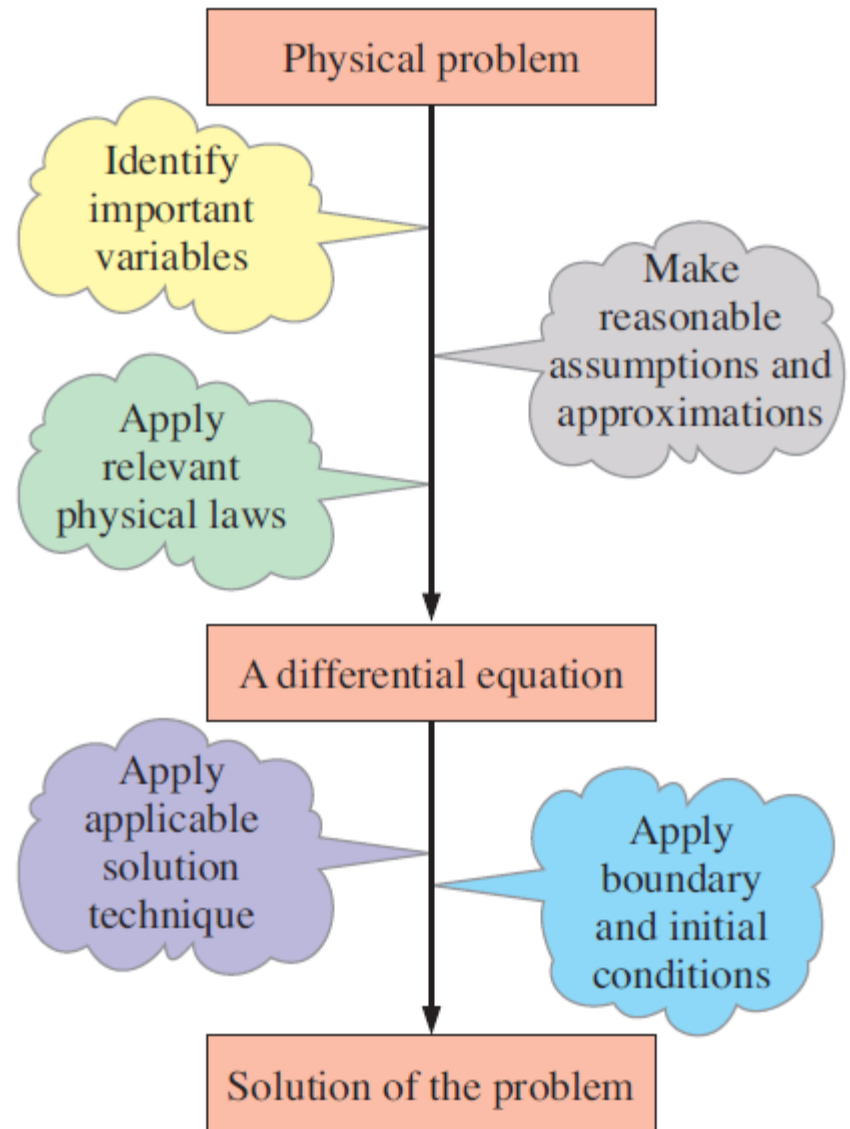 Physical problem
Identify
important
variables
Make
reasonable
assumptions and
approximations
Apply
relevant
physical laws
A differential equation
Apply
applicable
solution
technique
Apply
boundary
and initial
conditions
Solution of the problem